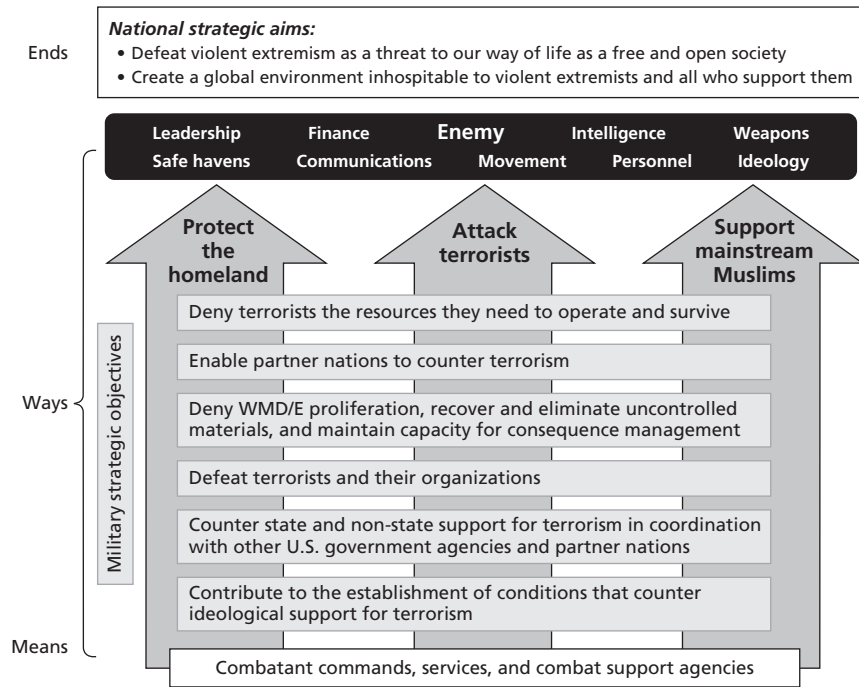 Ends
National strategic aims:
• Defeat violent extremism as a threat to our way of life as a free and open society
• Create a global environment inhospitable to violent extremists and all who support them
Leadership Finance Enemy Intelligence Weapons
Safe havens Communications Movement Personnel Ideology
Protect
the
homeland
Attack
terrorists
Support
mainstream
Muslims
Ways
Military strategic objectives
Deny terrorists the resources they need to operate and survive
Enable partner nations to counter terrorism
Deny WMD/E proliferation, recover and eliminate uncontrolled
materials, and maintain capacity for consequence management
Defeat terrorists and their organizations
Counter state and non-state support for terrorism in coordination
with other U.S. government agencies and partner nations
Contribute to the establishment of conditions that counter
ideological support for terrorism
Means
Combatant commands, services, and combat support agencies